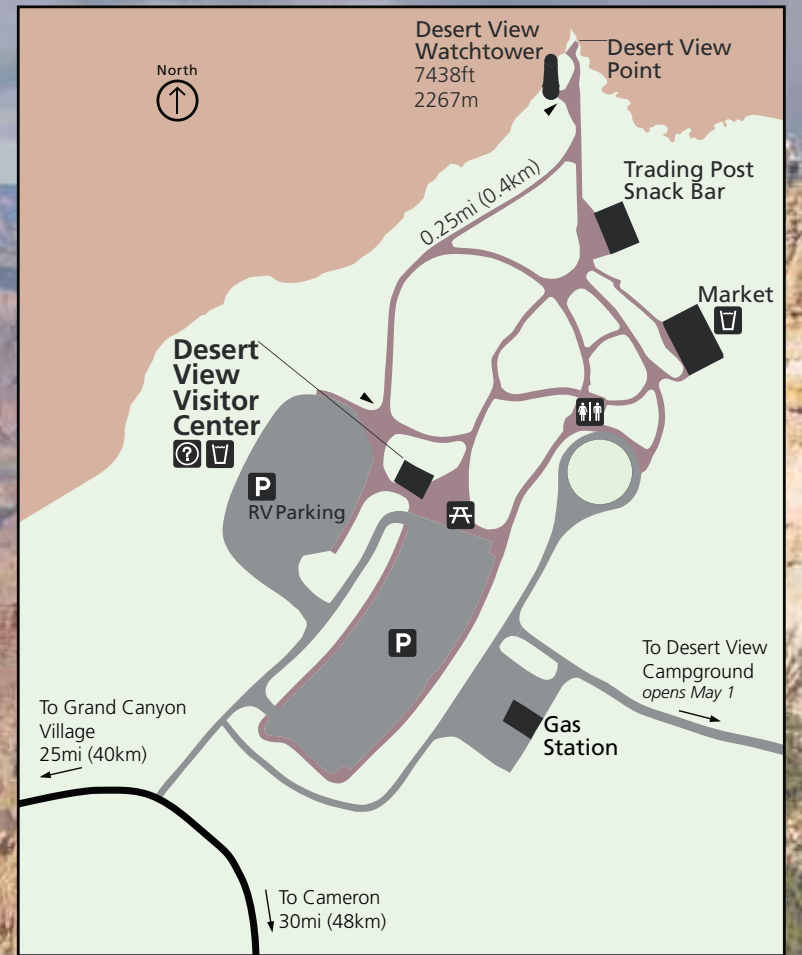 Desert View
Watchtower
7438ft
2267m
Desert View
Point
North
Trading Post
Snack Bar
0.25mi (0.4km)
Market
Desert
View
Visitor
Center
?
P
RV Parking
P
To Desert View
Campground
opens May 1
To Grand Canyon
Village
25mi (40km)
Gas
Station
To Cameron
30mi (48km)